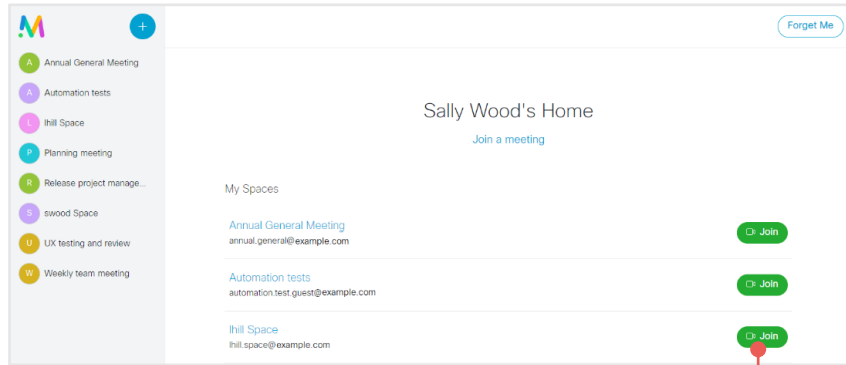 +
Forget Me
A Annual General Meeting
A Automation tests
L lhill Space
P Planning meeting
R Release project manage...
S swood Space
U UX testing and review
W Weekly team meeting
Sally Wood's Home
Join a meeting
My Spaces
Annual General Meeting
annual.general@example.com
Join
Automation tests
automation.test.guest@example.com
Join
lhill Space
lhill.space@example.com
Join